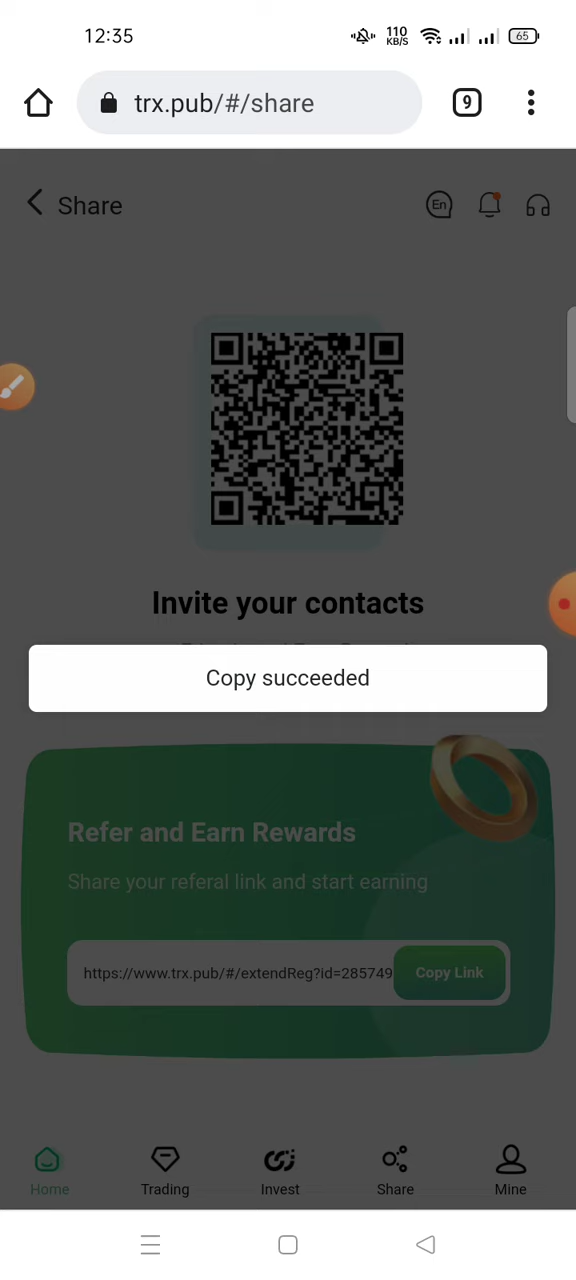 12:35
110
KB/S
65
trx.pub/#/share
9
Share
En
Invite your contacts
Copy succeeded
Refer and Earn Rewards
Share your referal link and start earning
https://www.trx.pub/#/extendReg?id=285749
Copy Link
Home
Trading
Invest
Share
Mine